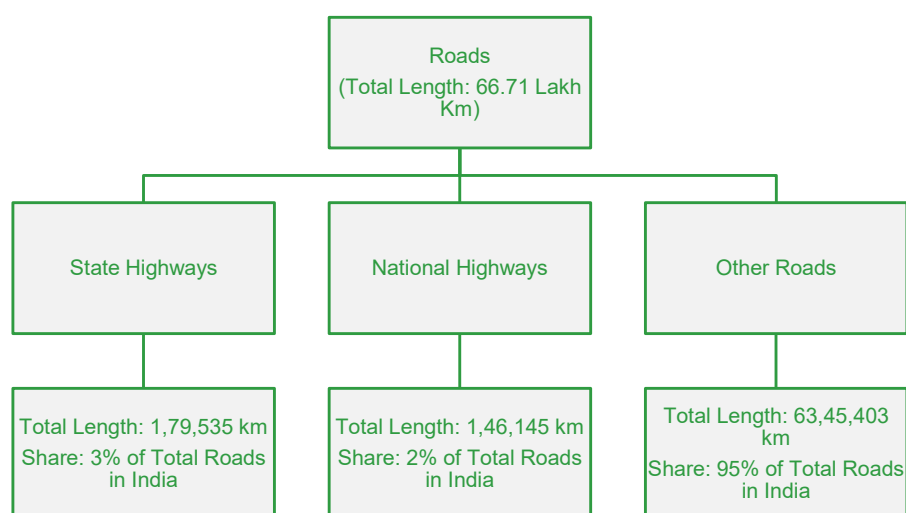 Roads
(Total Length: 66.71 Lakh
Km)
State Highways
National Highways
Other Roads
Total Length: 1,79,535 km
Share: 3% of Total Roads
in India
Total Length: 1,46,145 km
Share: 2% of Total Roads
in India
Total Length: 63,45,403
km
Share: 95% of Total Roads
in India